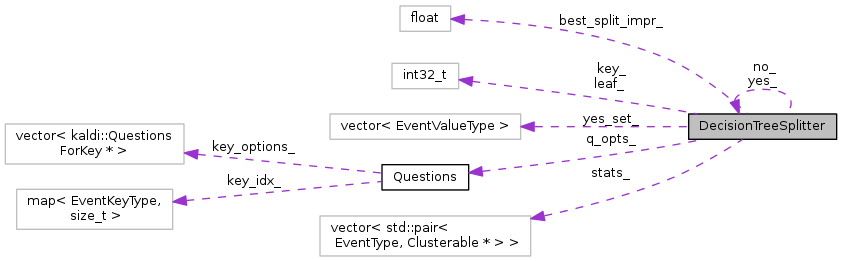 float
best_split_impr_
int32_t
key_
leaf_
no_
yes_
vector< EventValueType >
yes_set_
DecisionTreeSplitter
vector< kaldi::Questions
ForKey * >
key_options_
q_opts_
Questions
key_idx_
map< EventKeyType,
size_t >
stats_
vector< std::pair<
EventType, Clusterable * > >